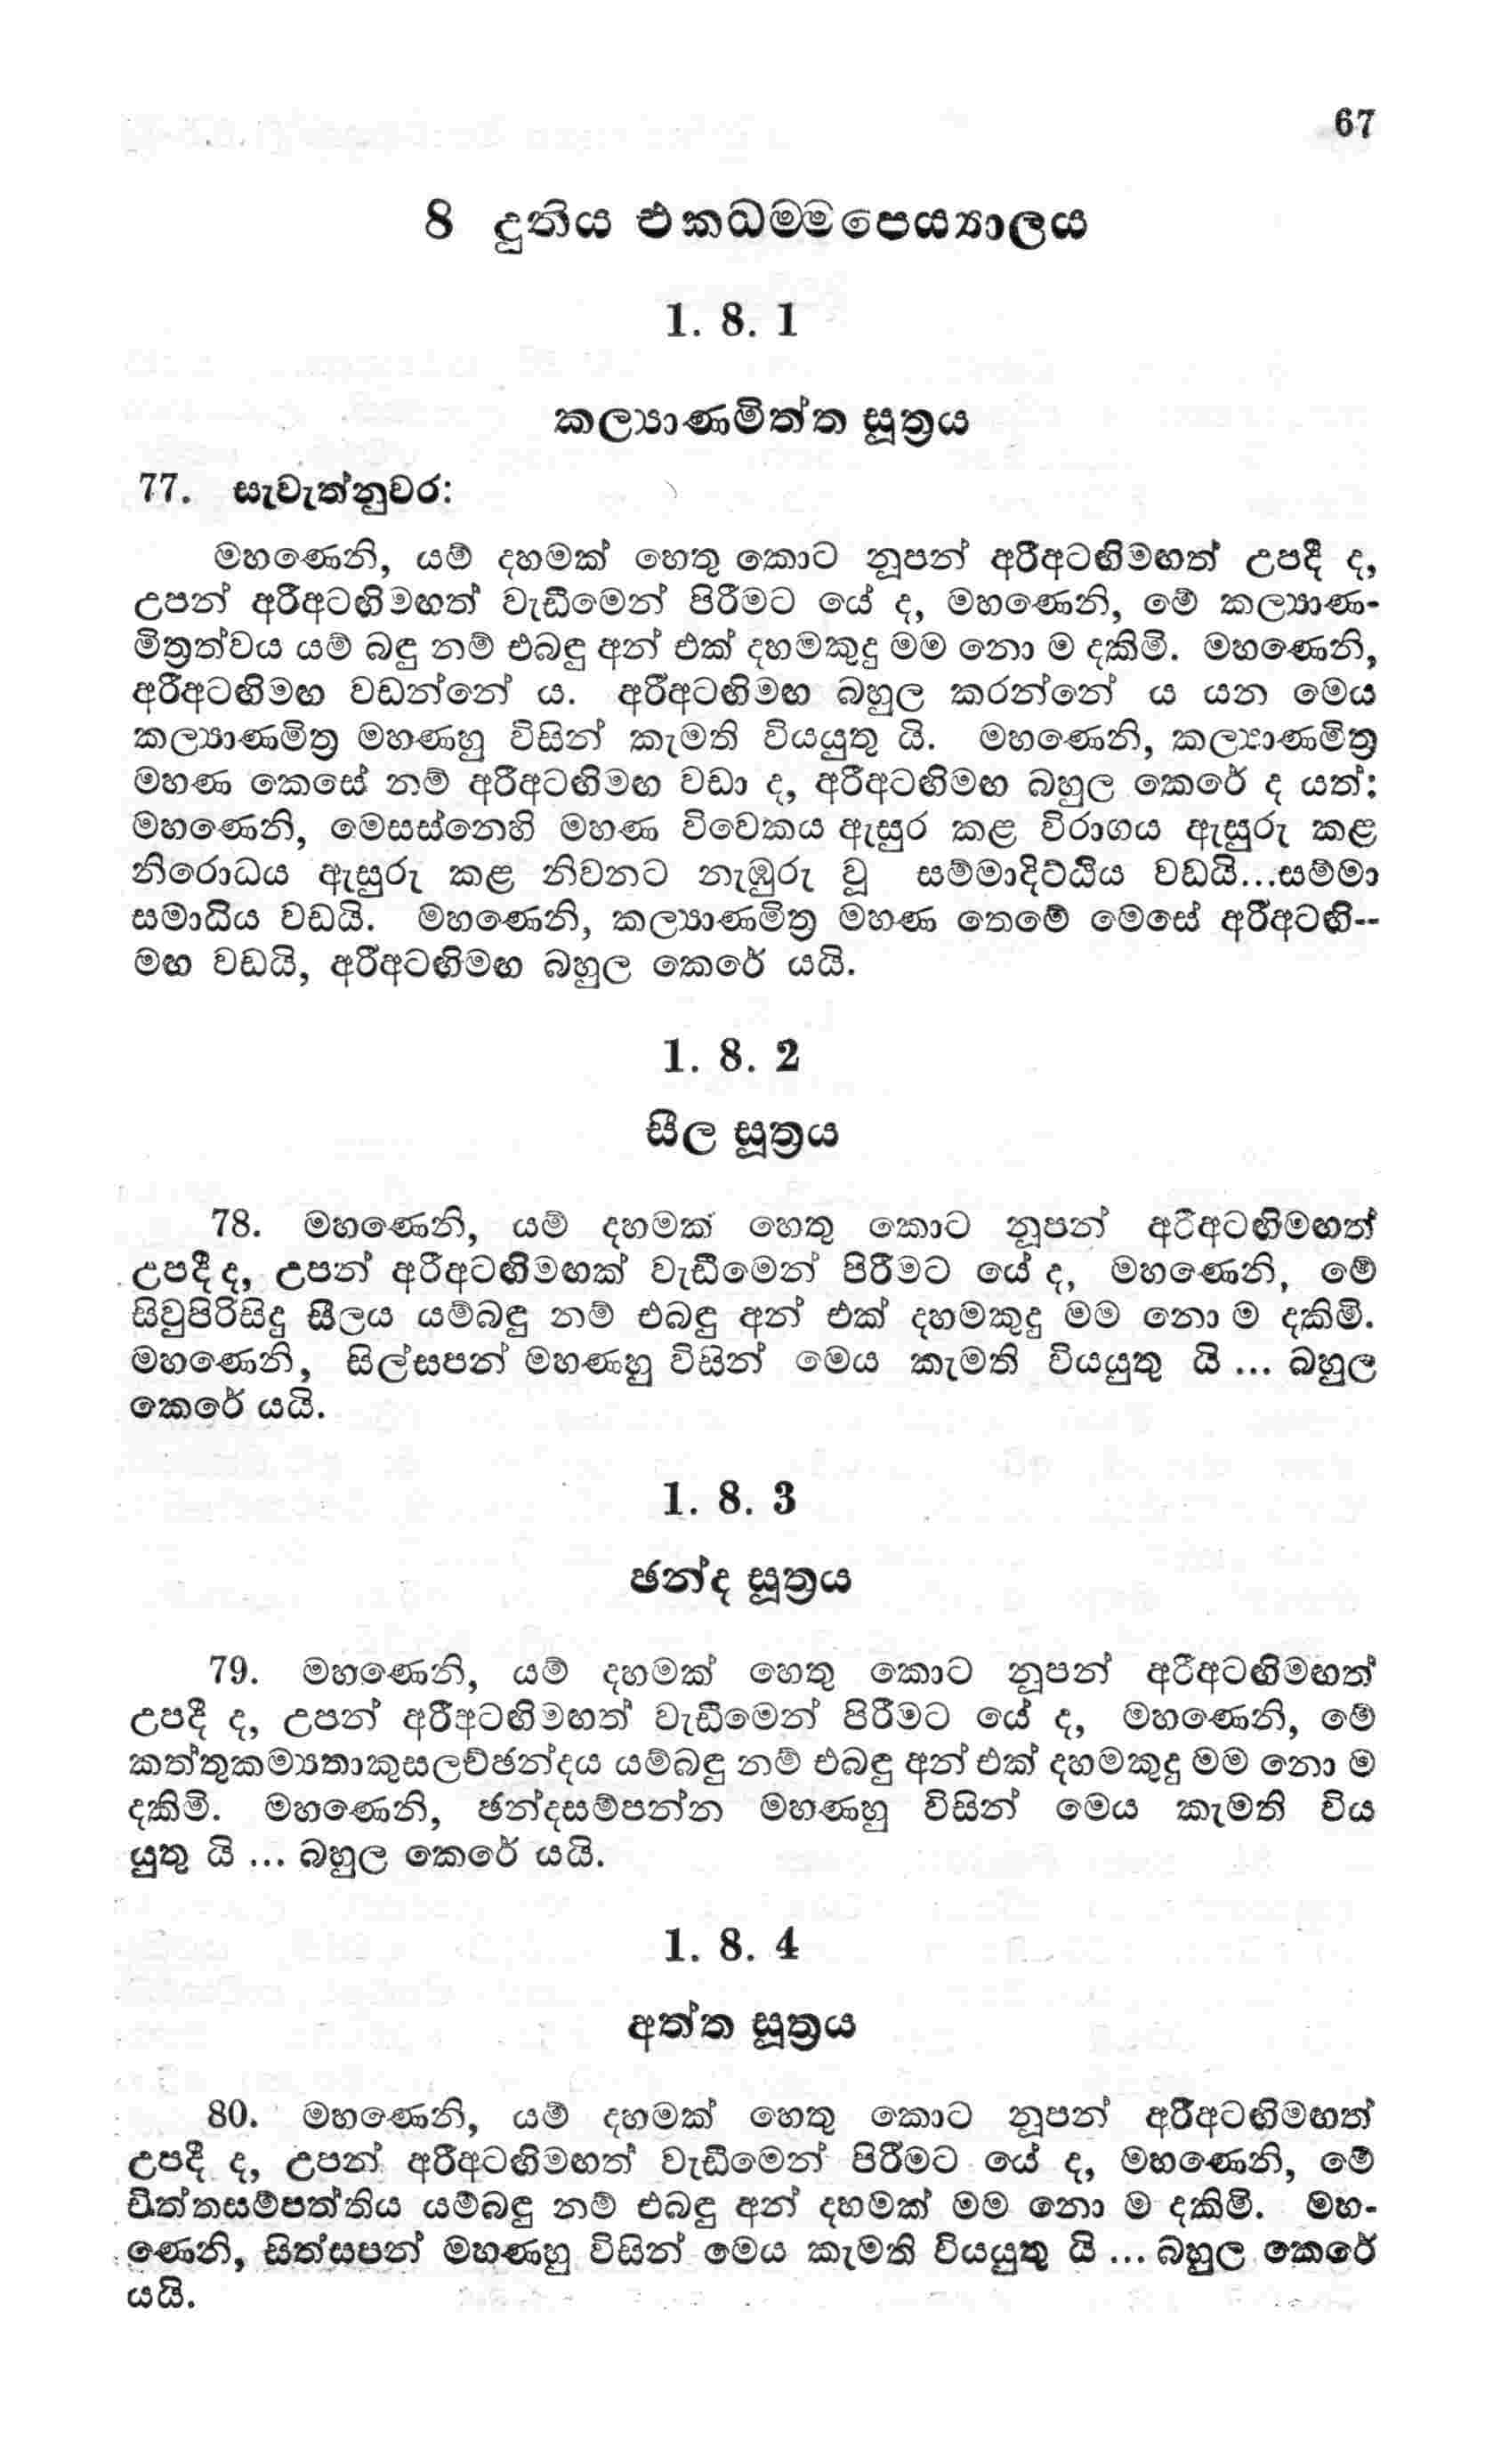 67
8 දුතිය එකධම්මපෙය්‍යාලය
1. 8. 1
කල්‍යාණමිත්ත සූත්‍රය
77. සැවැත්නුවර:
මහණෙනි, යම් දහමක් හෙතු කොට නූපන් අරීඅටඟිමඟත් උපදී ද,
උපන් අරීඅටඟිමඟත් වැඩීමෙන් පිරීමට යේ ද, මහණෙනි, මේ කල්‍යාණ-
මිත්‍රත්වය යම් බඳු නම් එබඳු අන් එක් දහමකුදු මම නො ම දකිමි. මහණෙනි,
අරීඅටඟිමඟ වඩන්නේ ය. අරීඅටඟිමඟ බහුල කරන්නේ ය යන මෙය
කල්‍යාණමිත්‍ර මහණහු විසින් කැමති වියයුතු යි. මහණෙනි, කල්‍යාණමිත්‍ර
මහණ කෙසේ නම් අරීඅටඟිමඟ වඩා ද, අරීඅටඟිමඟ බහුල කෙරේ ද යත්:
මහණෙනි, මෙසස්නෙහි මහණ විවෙකය ඇසුර කළ විරාගය ඇසුරු කළ
නිරොධය ඇසුරු කළ නිවනට නැඹුරු වූ සම්මාදිට්ඨිය වඩයි...සම්මා
සමාධිය වඩයි. මහණෙනි, කල්‍යාණමිත්‍ර මහණ තෙමේ මෙසේ අරීඅටඟි--
මඟ වඩයි, අරීඅටඟිමඟ බහුල කෙරේ යයි.
1. 8. 2
සීල සූත්‍රය
78. මහණෙනි, යම් දහමක් හෙතු කොට නූපන් අරීඅටඟිමඟත්
උපදී ද, උපන් අරීඅටඟිමඟක් වැඩීමෙන් පිරීමට යේ ද, මහණෙනි, මේ
සිවුපිරිසිදු සීලය යම්බඳු නම් එබඳු අන් එක් දහමකුදු මම නො ම දකිමි.
මහණෙනි, සිල්සපන් මහණහු විසින් මෙය කැමති වියයුතු යි ... බහුල
කෙරේ යයි.
1. 8. 3
ඡන්ද සූත්‍රය
79. මහණෙනි, යම් දහමක් හෙතු කොට නූපන් අරීඅටඟිමඟත්
උපදී ද, උපන් අරීඅටඟිමඟත් වැඩීමෙන් පිරීමට යේ ද, මහණෙනි, මේ
කත්තුකම්‍යතාකුසලච්ඡන්දය යම්බඳු නම් එබඳු අන් එක් දහමකුදු මම නො ම
දකිමි. මහණෙනි, ඡන්දසම්පන්න මහණහු විසින් මෙය කැමති විය
යුතු යි ... බහුල කෙරේ යයි.
1. 8. 4
අත්ත සූත්‍රය
80. මහණෙනි, යම් දහමක් හෙතු කොට නූපන් අරීඅටඟිමඟත්
උපදී ද, උපන් අරීඅටඟිමඟත් වැඩීමෙන් පිරීමට යේ ද, මහණෙනි, මේ
චිත්තසම්පත්තිය යම්බඳු නම් එබඳු අන් දහමක් මම නො ම දකිමි. මහ-
ණෙනි, සිත්සපන් මහණහු විසින් මෙය කැමති වියයුතු යි ... බහුල කෙරේ
යයි.